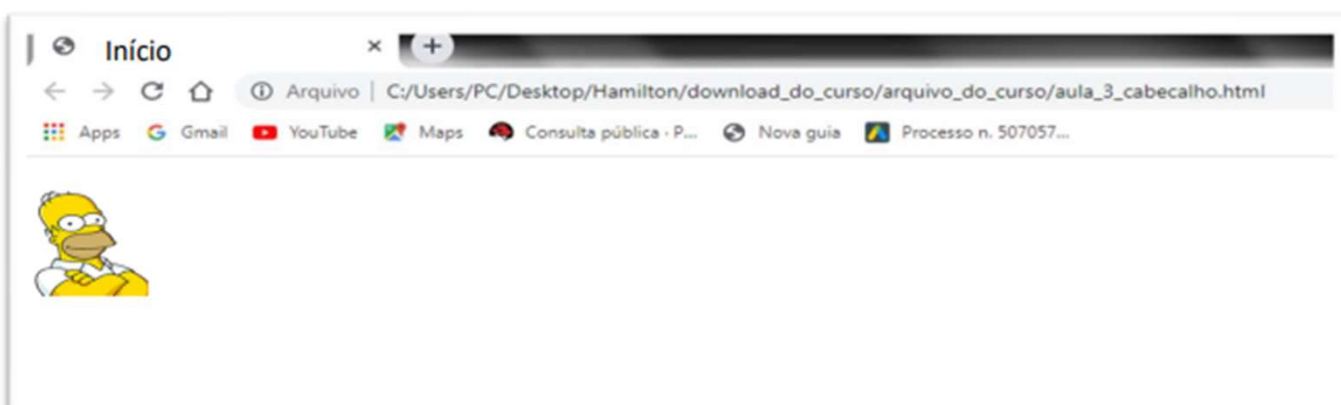 Início
Arquivo | C:/Users/PC/Desktop/Hamilton/download_do_curso/arquivo_do_curso/aula_3_cabecalho.html
Apps Gmail YouTube Maps Consulta pública · P... Nova guia Processo n. 507057...